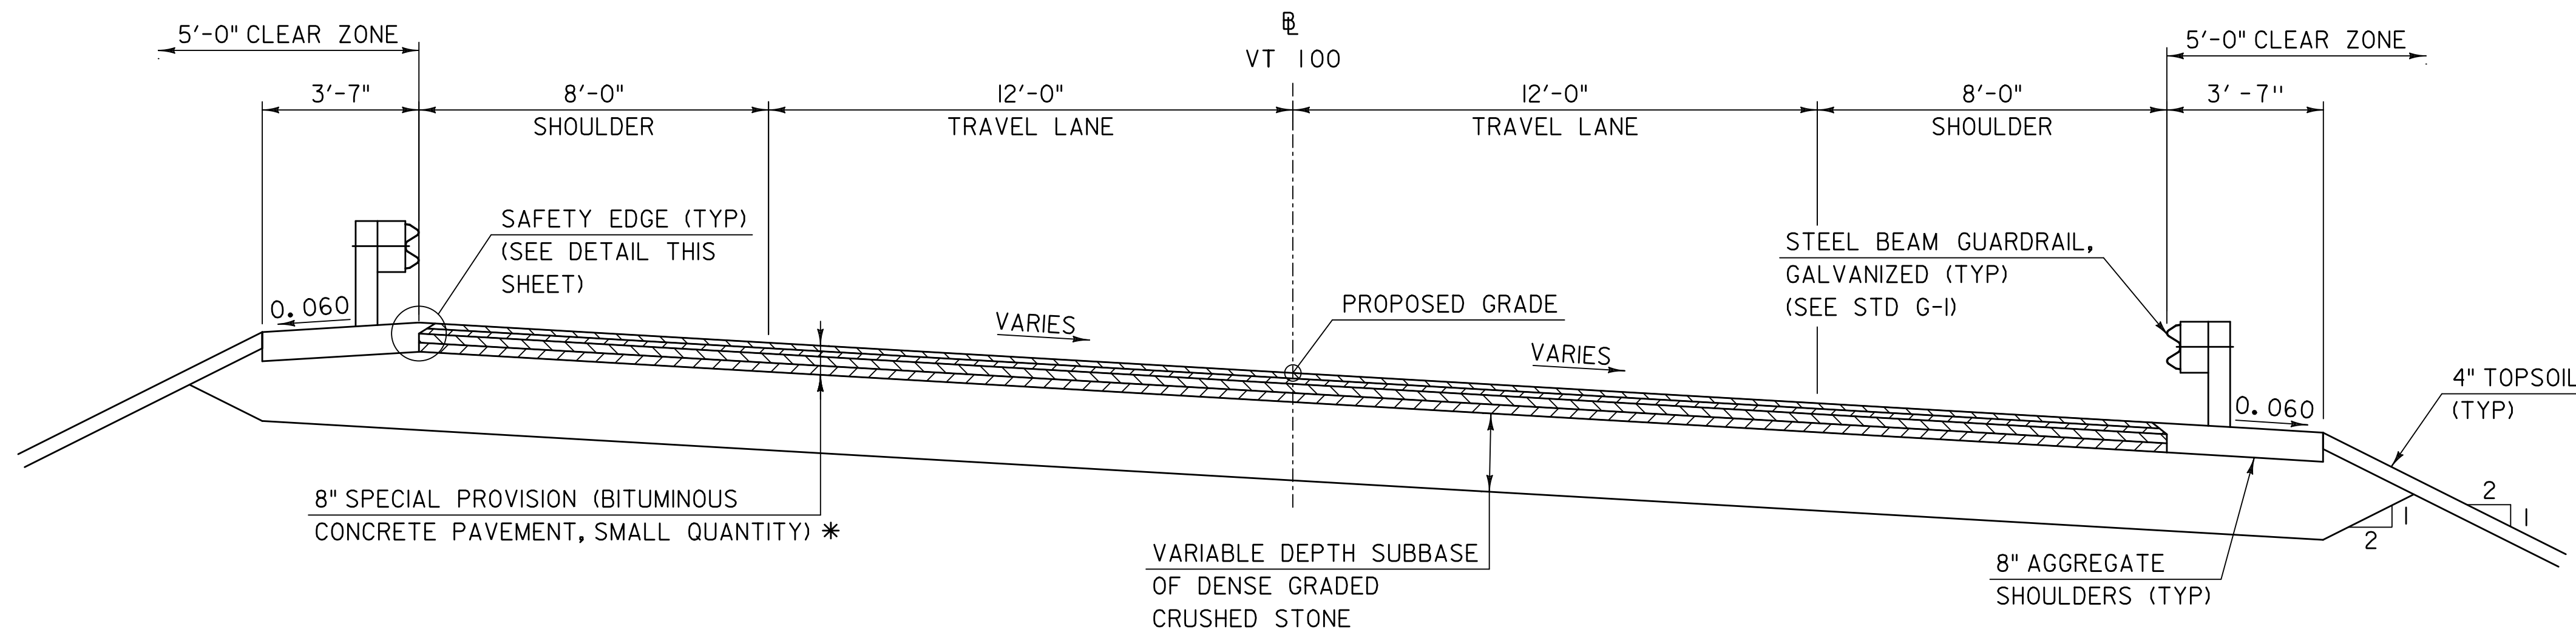 ℄
VT 100
5'-0" CLEAR ZONE
5'-0" CLEAR ZONE
3'-7"
8'-0"
12'-0"
12'-0"
8'-0"
3'-7"
SHOULDER
TRAVEL LANE
TRAVEL LANE
SHOULDER
SAFETY EDGE (TYP)
(SEE DETAIL THIS
SHEET)
STEEL BEAM GUARDRAIL,
GALVANIZED (TYP)
(SEE STD G-1)
0.060
VARIES
PROPOSED GRADE
VARIES
0.060
4" TOPSOIL
(TYP)
8" SPECIAL PROVISION (BITUMINOUS
CONCRETE PAVEMENT, SMALL QUANTITY) *
VARIABLE DEPTH SUBBASE
OF DENSE GRADED
CRUSHED STONE
8" AGGREGATE
SHOULDERS (TYP)
2
1
2
1